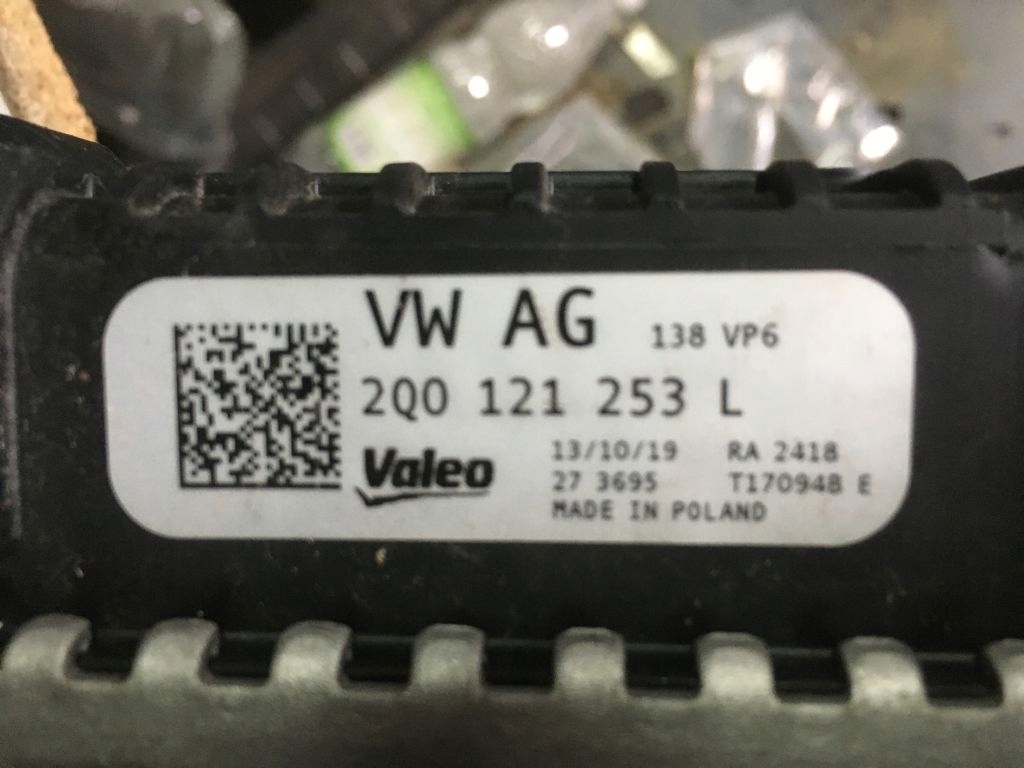 VW AG 138 VP6
2Q0 121 253 L
Valeo
13/10/19 RA 2418
27 3695 T170948 E
MADE IN POLAND